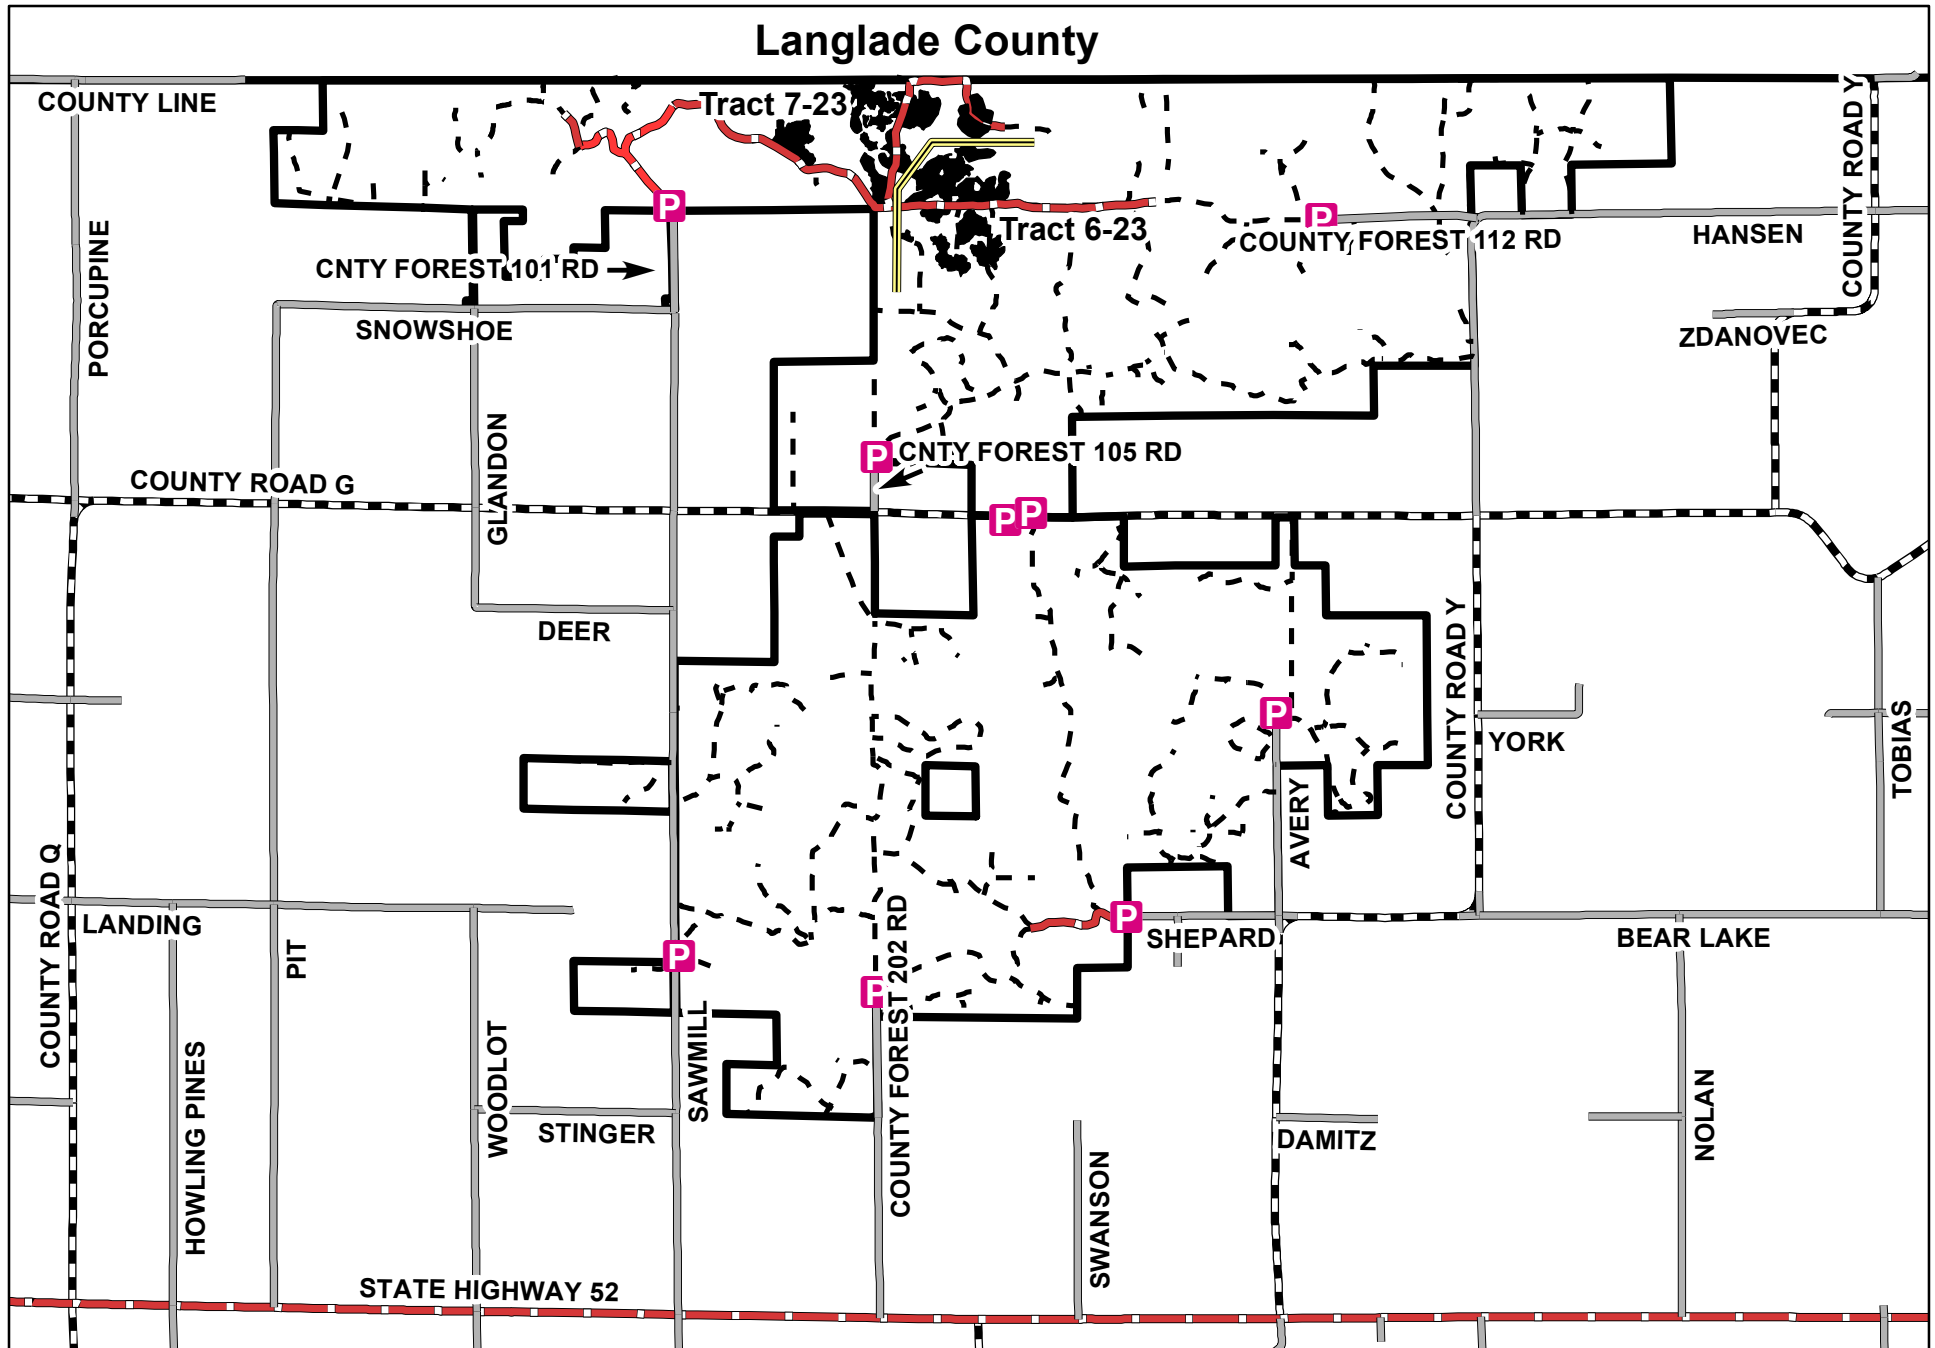 Langlade County
COUNTY LINE
Tract 7-23
COUNTY ROAD Y
P
P
Tract 6-23
COUNTY FOREST 112 RD
HANSEN
CNTY FOREST 101 RD
PORCUPINE
SNOWSHOE
ZDANOVEC
GLANDON
P
CNTY FOREST 105 RD
COUNTY ROAD G
P
P
DEER
COUNTY ROAD Y
P
YORK
TOBIAS
AVERY
COUNTY ROAD Q
LANDING
PIT
P
SHEPARD
BEAR LAKE
P
P
COUNTY FOREST 202 RD
SAWMILL
HOWLING PINES
WOODLOT
STINGER
SWANSON
DAMITZ
NOLAN
STATE HIGHWAY 52